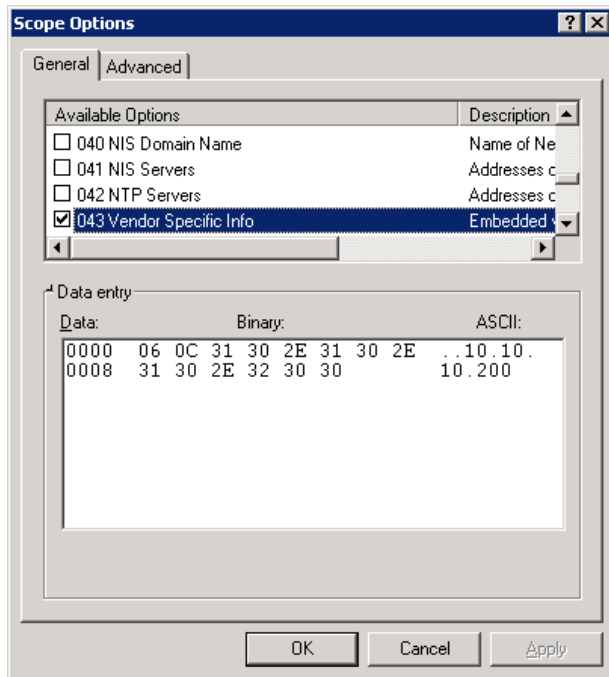 Scope Options
General Advanced
Available Options Description
040 NIS Domain Name Name of Ne
041 NIS Servers Addresses c
042 NTP Servers Addresses c
043 Vendor Specific Info Embedded v
Data entry
Data: Binary: ASCII:
0000 06 0C 31 30 2E 31 30 2E ..10.10.
0008 31 30 2E 32 30 30 10.200
OK Cancel Apply